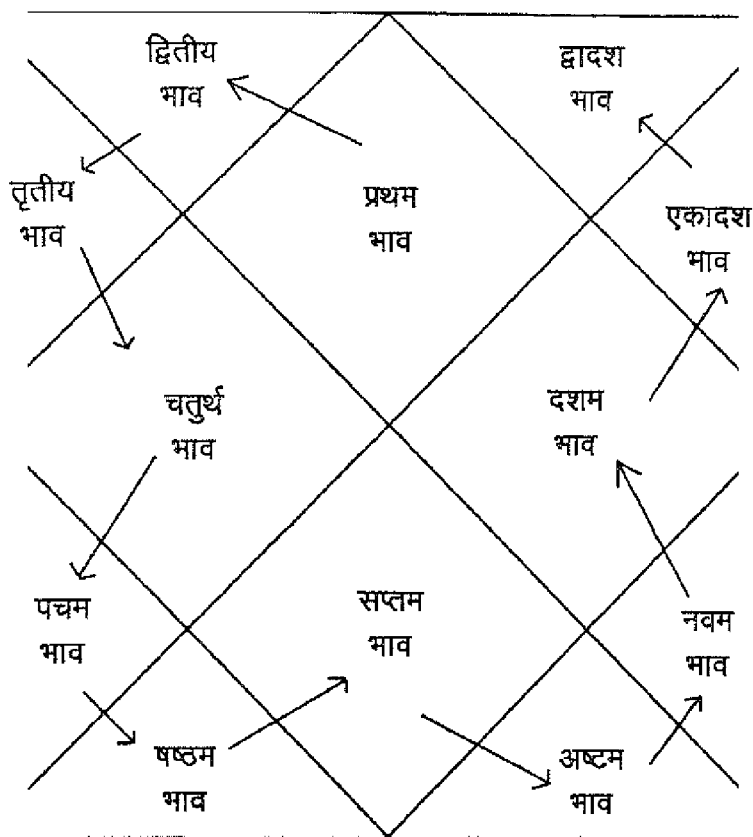 द्वितीय
भाव
द्वादश
भाव
तृतीय
भाव
प्रथम
भाव
एकादश
भाव
चतुर्थ
भाव
दशम
भाव
पचम
भाव
सप्तम
भाव
नवम
भाव
षष्ठम
भाव
अष्टम
भाव